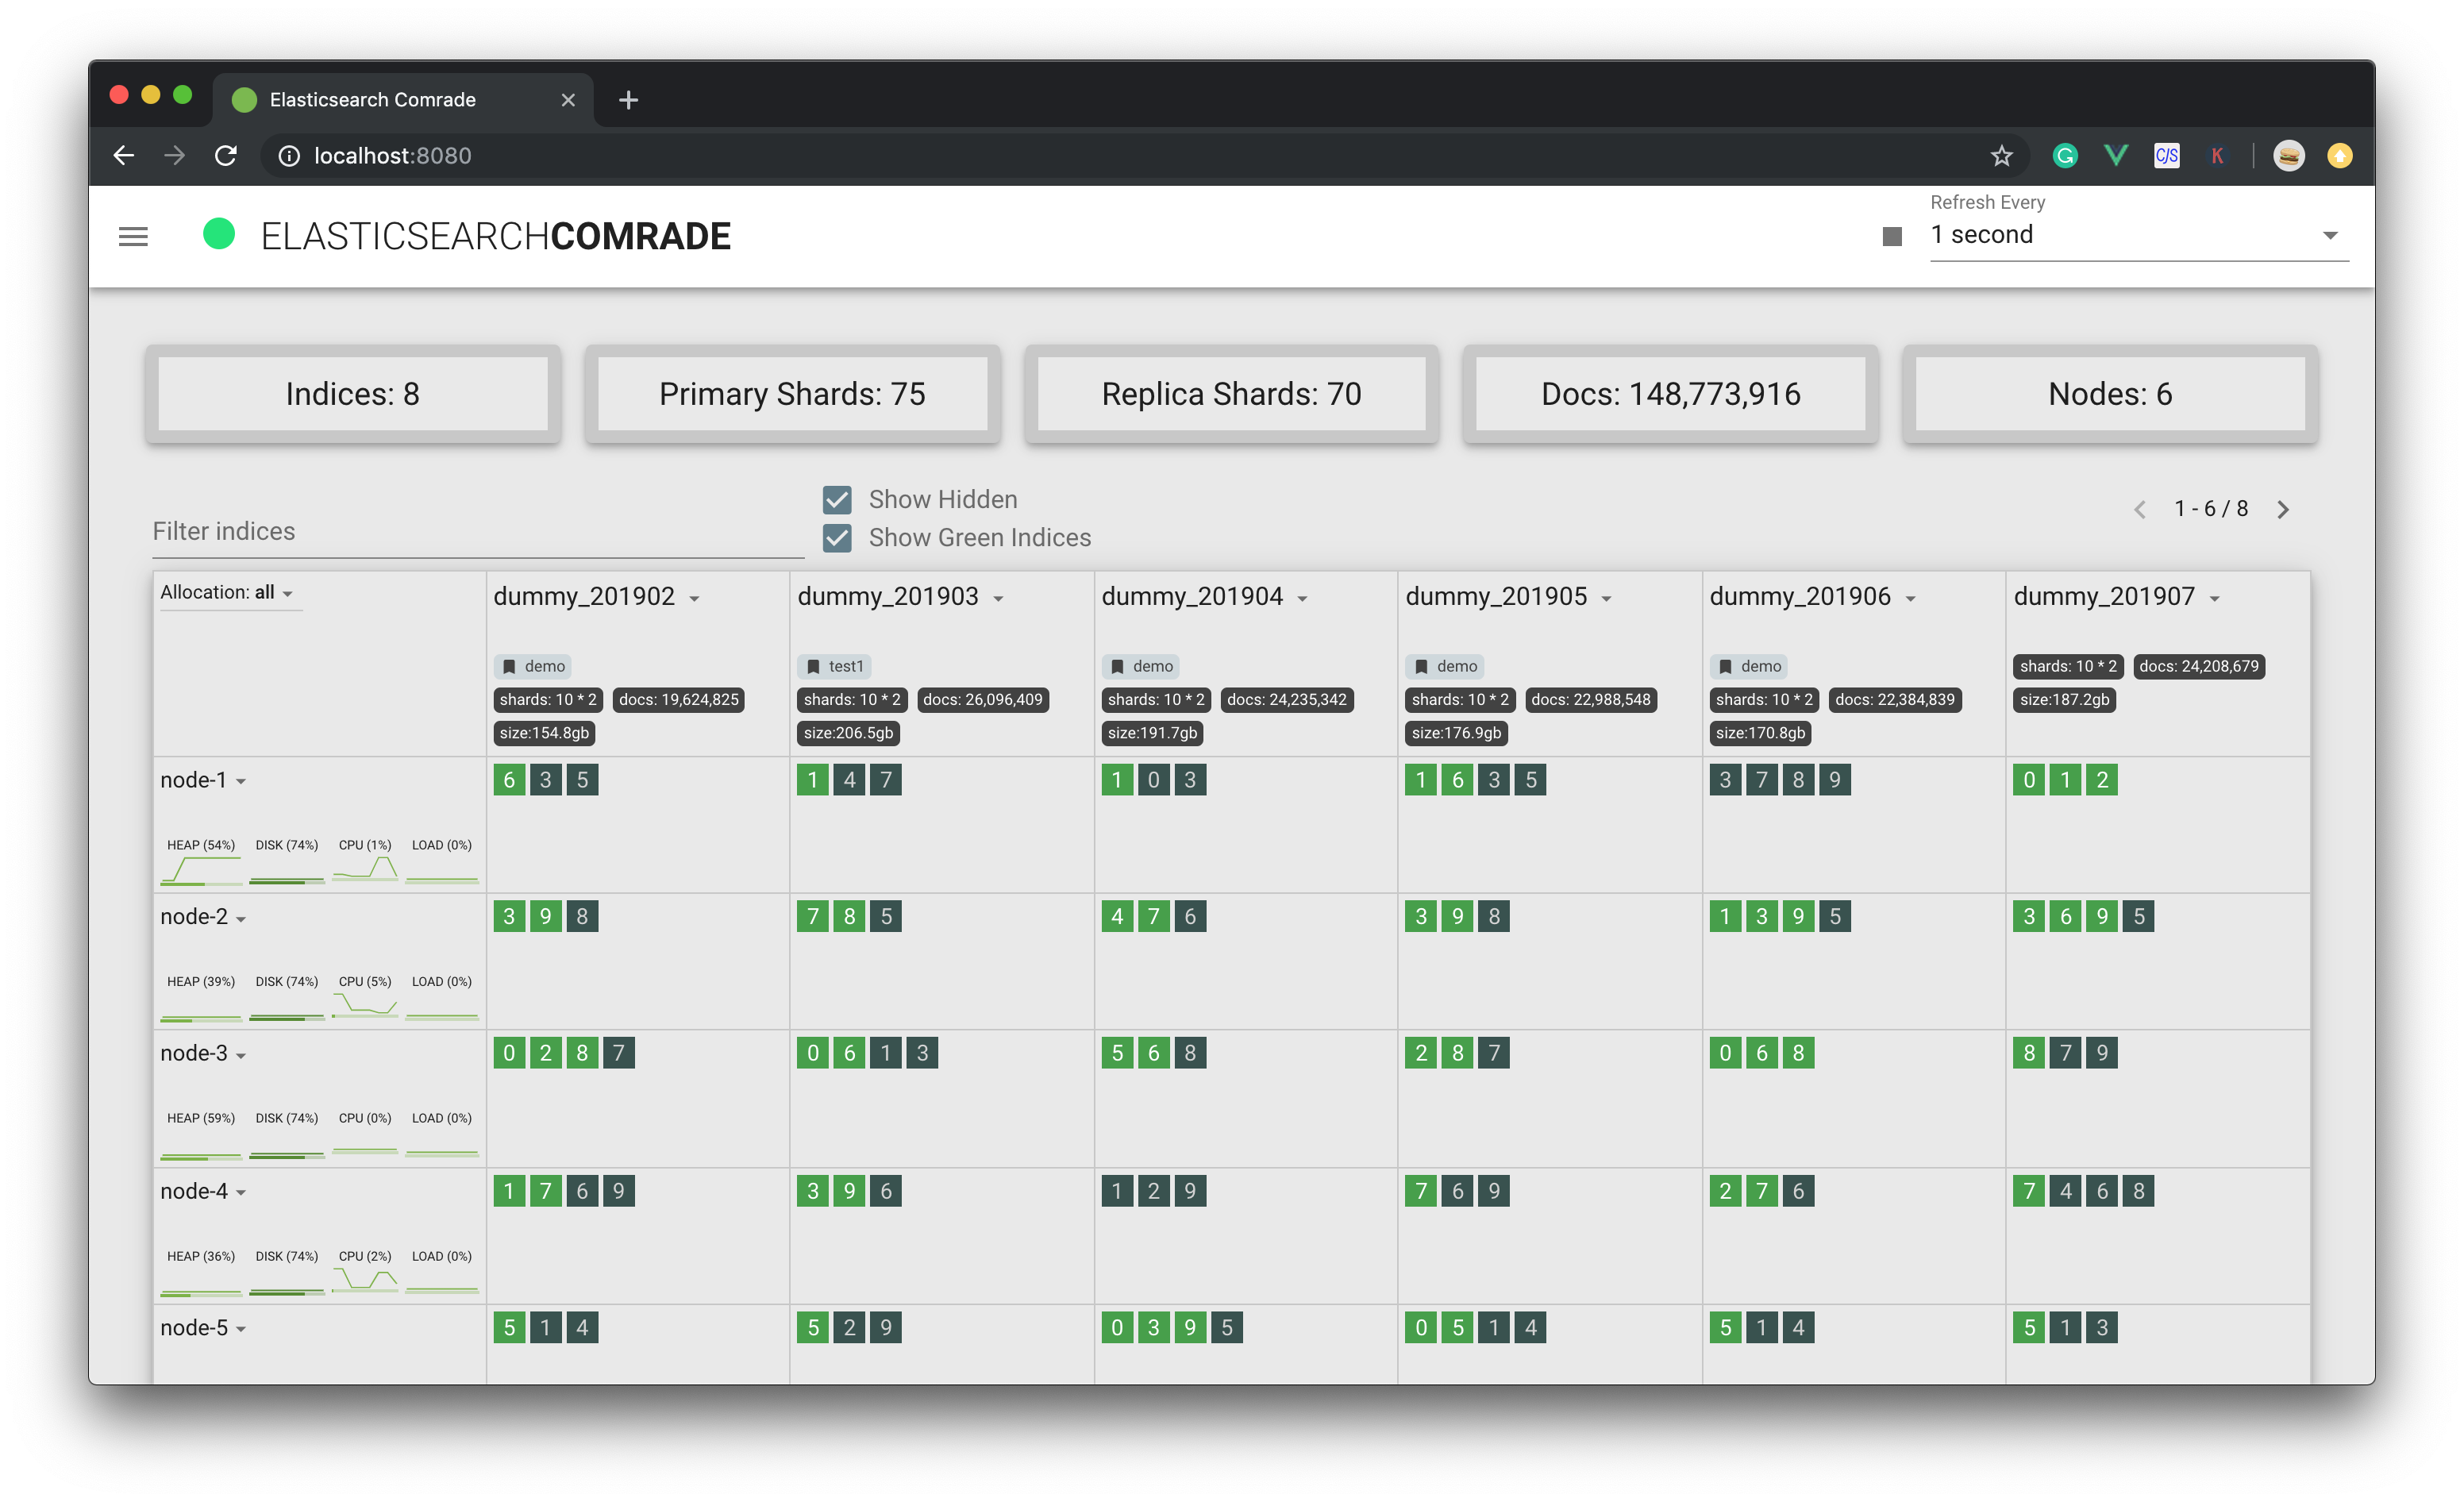 Elasticsearch Comrade
localhost:8080
C/S
K
ELASTICSEARCHCOMRADE
Refresh Every
1 second
Indices: 8
Primary Shards: 75
Replica Shards: 70
Docs: 148,773,916
Nodes: 6
Filter indices
Show Hidden
Show Green Indices
1 - 6 / 8
Allocation: all
dummy_201902
dummy_201903
dummy_201904
dummy_201905
dummy_201906
dummy_201907
demo
test1
demo
demo
demo
shards: 10 * 2 docs: 24,208,679
shards: 10 * 2 docs: 19,624,825
shards: 10 * 2 docs: 26,096,409
shards: 10 * 2 docs: 24,235,342
shards: 10 * 2 docs: 22,988,548
shards: 10 * 2 docs: 22,384,839
size:187.2gb
size:154.8gb
size:206.5gb
size:191.7gb
size:176.9gb
size:170.8gb
node-1
6 3 5
1 4 7
1 0 3
1 6 3 5
3 7 8 9
0 1 2
HEAP (54%) DISK (74%) CPU (1%) LOAD (0%)
node-2
3 9 8
7 8 5
4 7 6
3 9 8
1 3 9 5
3 6 9 5
HEAP (39%) DISK (74%) CPU (5%) LOAD (0%)
node-3
0 2 8 7
0 6 1 3
5 6 8
2 8 7
0 6 8
8 7 9
HEAP (59%) DISK (74%) CPU (0%) LOAD (0%)
node-4
1 7 6 9
3 9 6
1 2 9
7 6 9
2 7 6
7 4 6 8
HEAP (36%) DISK (74%) CPU (2%) LOAD (0%)
node-5
5 1 4
5 2 9
0 3 9 5
0 5 1 4
5 1 4
5 1 3